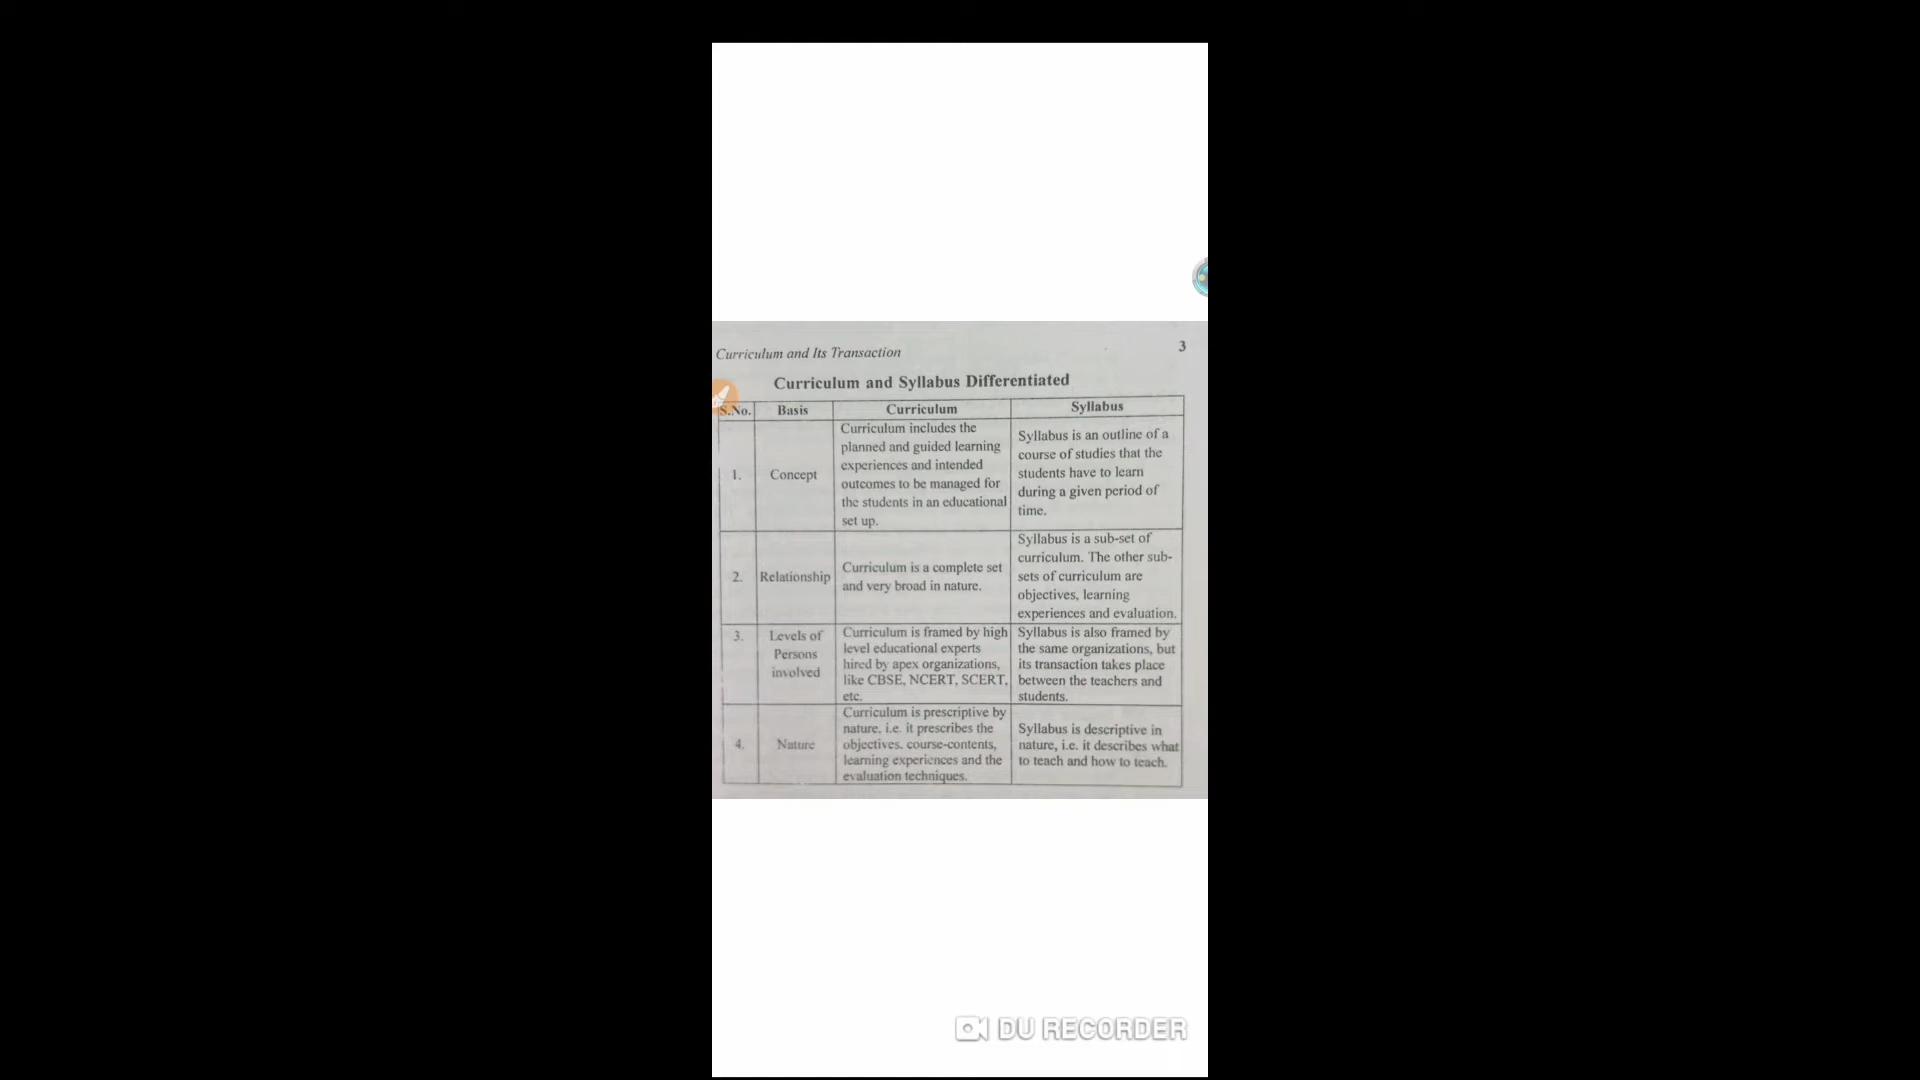 Curriculum and Its Transaction
3
Curriculum and Syllabus Differentiated
S.No.
Basis
Curriculum
Syllabus
1.
Concept
Curriculum includes the
planned and guided learning
experiences and intended
outcomes to be managed for
the students in an educational
set up.
Syllabus is an outline of a
course of studies that the
students have to learn
during a given period of
time.
2.
Relationship
Curriculum is a complete set
and very broad in nature.
Syllabus is a sub-set of
curriculum. The other sub-
sets of curriculum are
objectives, learning
experiences and evaluation.
3.
Levels of
Persons
involved
Curriculum is framed by high
level educational experts
hired by apex organizations,
like CBSE, NCERT, SCERT,
etc.
Syllabus is also framed by
the same organizations, but
its transaction takes place
between the teachers and
students.
4.
Nature
Curriculum is prescriptive by
nature, i.e. it prescribes the
objectives. course-contents,
learning experiences and the
evaluation techniques.
Syllabus is descriptive in
nature, i.e. it describes what
to teach and how to teach.
DU RECORDER